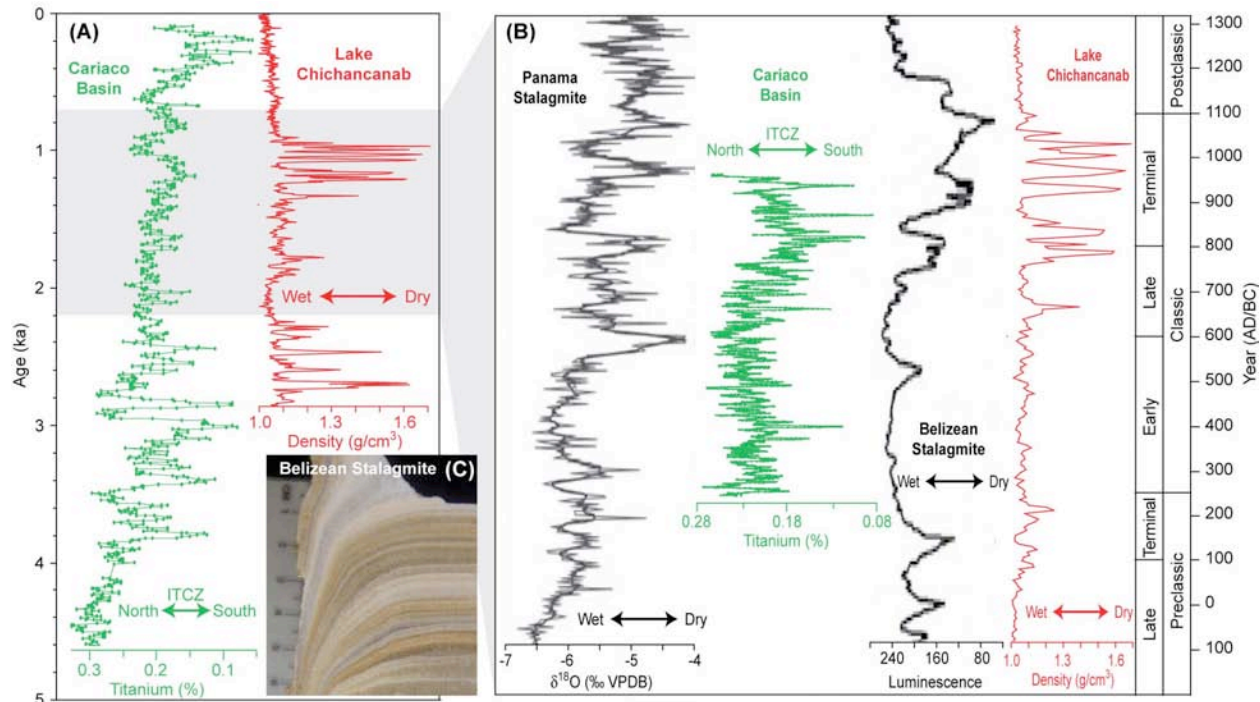 (A)
Cariaco
Basin
Lake
Chichancanab
0
1
2
3
4
5
Age (ka)
Wet Dry
1.0 1.3 1.6
Density (g/cm³)
ITCZ
North South
0.3 0.2 0.1
Titanium (%)
Belizean Stalagmite (C)
(B)
Panama
Stalagmite
Wet Dry
-7 -6 -5 -4
δ¹⁸O (‰ VPDB)
Cariaco
Basin
ITCZ
North South
0.28 0.18 0.08
Titanium (%)
Belizean
Stalagmite
Wet Dry
240 160 80
Luminescence
Lake
Chichancanab
Wet Dry
1.0 1.3 1.6
Density (g/cm³)
Terminal
Late
Early
Terminal
Late
Postclassic
Classic
Preclassic
1300
1200
1100
1000
900
800
700
600
500
400
300
200
100
0
100
Year (AD/BC)